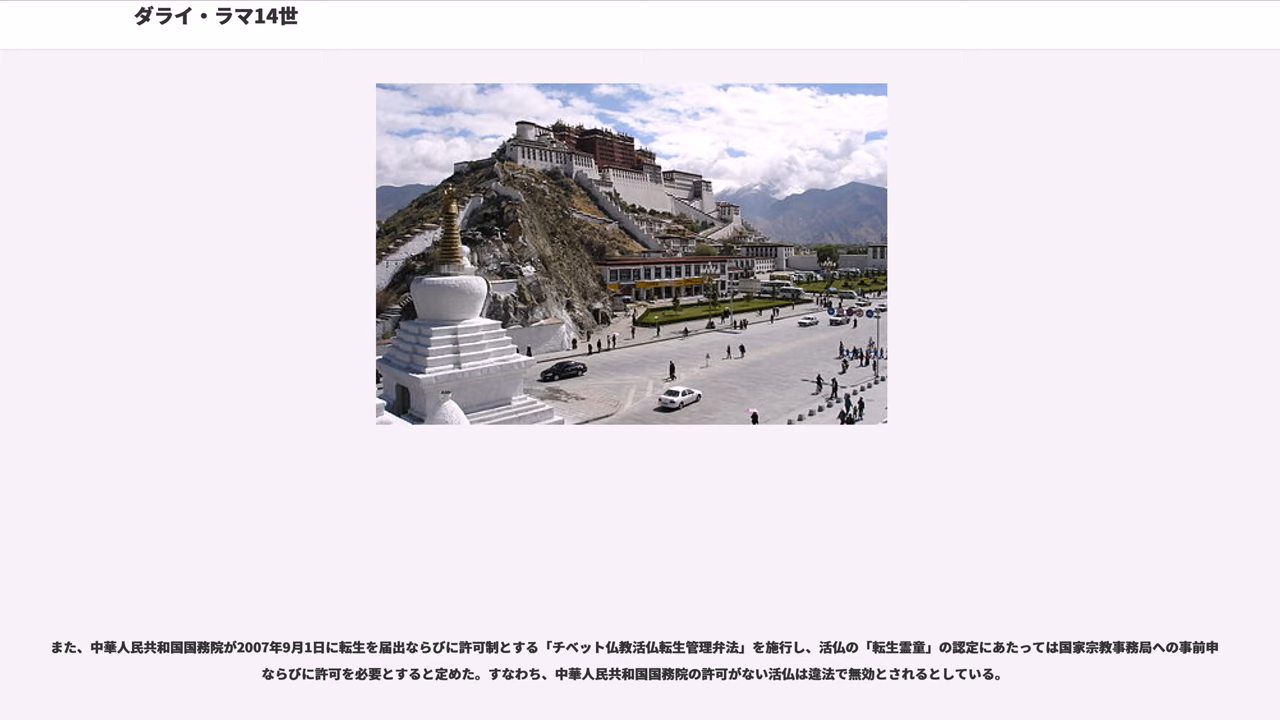 ダライ・ラマ14世
また、中華人民共和国国務院が2007年9月1日に転生を届出ならびに許可制とする「チベット仏教活仏転生管理弁法」を施行し、活仏の「転生霊童」の認定にあたっては国家宗教事務局への事前申
ならびに許可を必要とすると定めた。すなわち、中華人民共和国国務院の許可がない活仏は違法で無効とされるとしている。